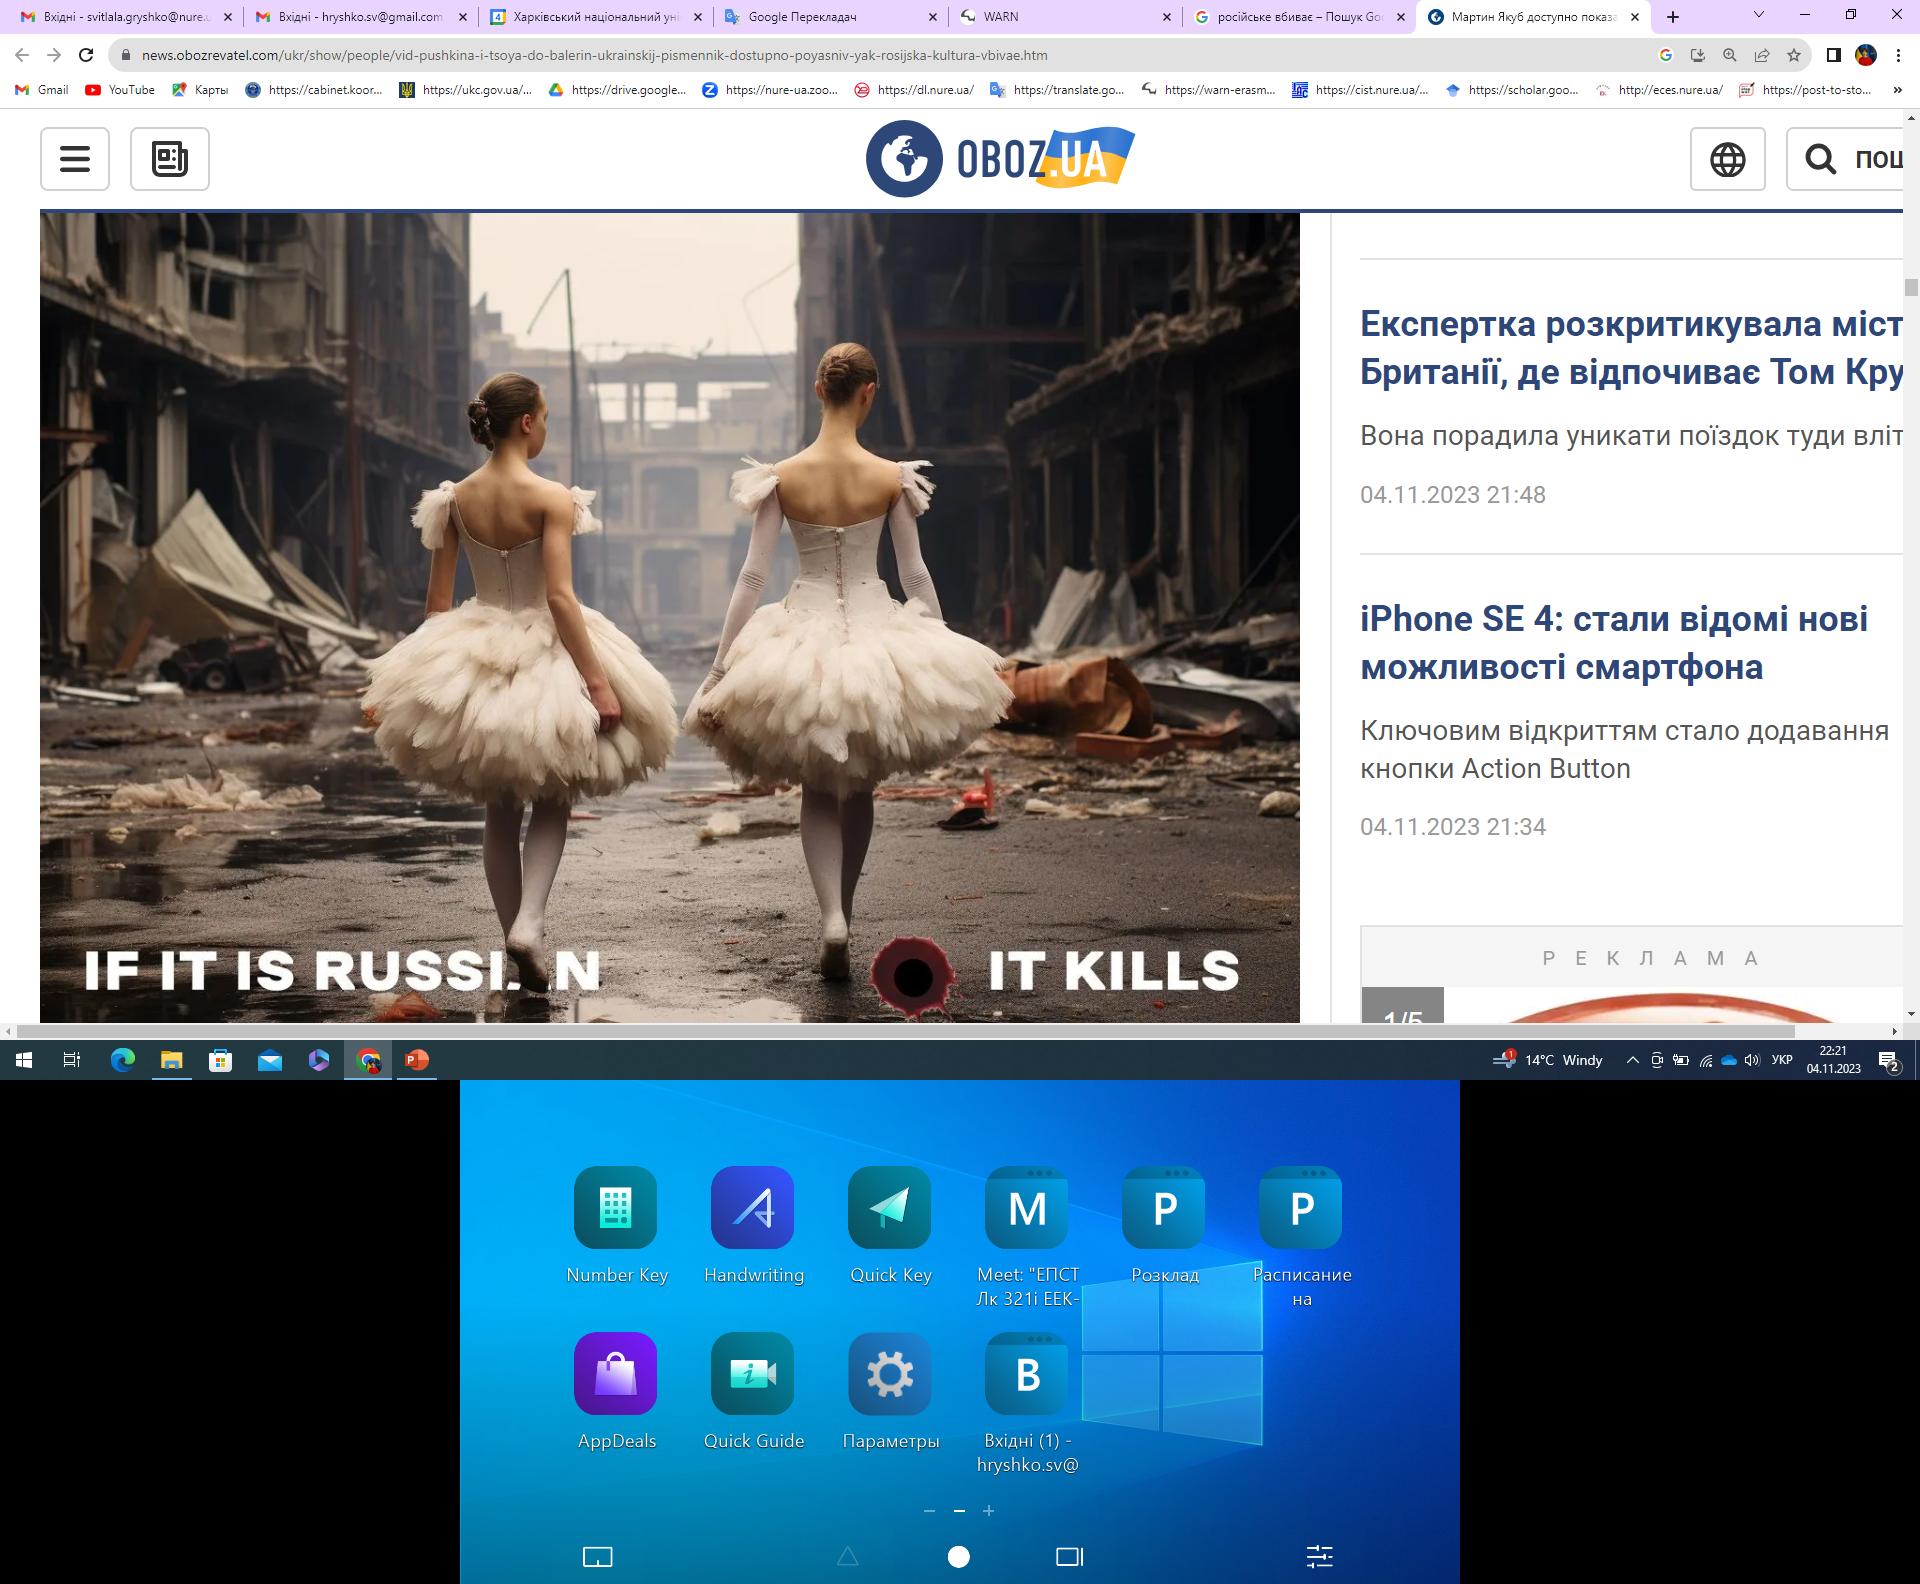 Вхідні - svitlala.gryshko@nure.u
Вхідні - hryshko.sv@gmail.com
Харківський національний уні
Google Перекладач
WARN
російське вбиває – Пошук Goo
Мартин Якуб доступно показа
news.obozrevatel.com/ukr/show/people/vid-pushkina-i-tsoya-do-balerin-ukrainskij-pismennik-dostupno-poyasniv-yak-rosijska-kultura-vbivae.htm
Gmail
YouTube
Карты
https://cabinet.koor...
https://ukc.gov.ua/...
https://drive.google...
https://nure-ua.zoo...
https://dl.nure.ua/
https://translate.go...
https://warn-erasm...
https://cist.nure.ua/...
https://scholar.goo...
http://eces.nure.ua/
https://post-to-sto...
OBOZ.UA
ПОШ
Експертка розкритикувала міст
Британії, де відпочиває Том Кру
Вона порадила уникати поїздок туди вліт
04.11.2023 21:48
iPhone SE 4: стали відомі нові
можливості смартфона
Ключовим відкриттям стало додавання
кнопки Action Button
04.11.2023 21:34
IF IT IS RUSSIAN IT KILLS
РЕКЛАМА
1/5
14°C Windy
УКР
22:21
04.11.2023
2
Number Key
Handwriting
Quick Key
M
Meet: "ЕПСТ
Лк 321і ЕЕК-
P
Розклад
P
Расписание
на
AppDeals
Quick Guide
Параметры
B
Вхідні (1) -
hryshko.sv@